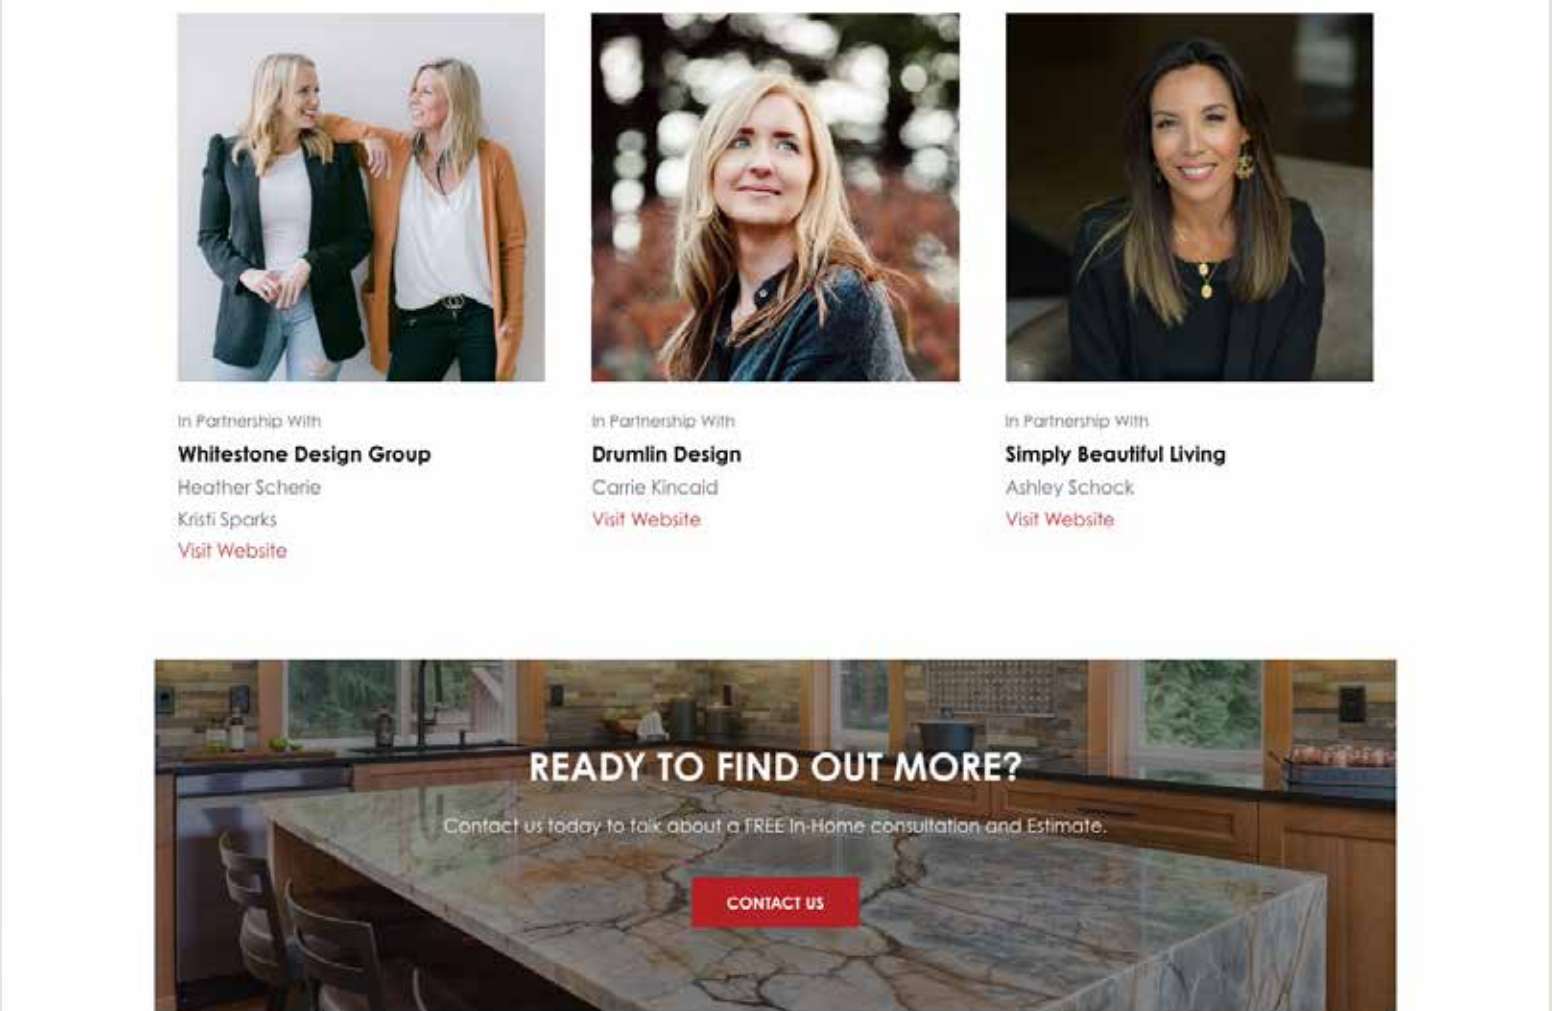 In Partnership With
Whitestone Design Group
Heather Scherie
Kristi Sparks
Visit Website
In Partnership With
Drumlin Design
Carrie Kincaid
Visit Website
In Partnership With
Simply Beautiful Living
Ashley Schock
Visit Website
READY TO FIND OUT MORE?
Contact us today to talk about a FREE In-Home consultation and Estimate.
CONTACT US